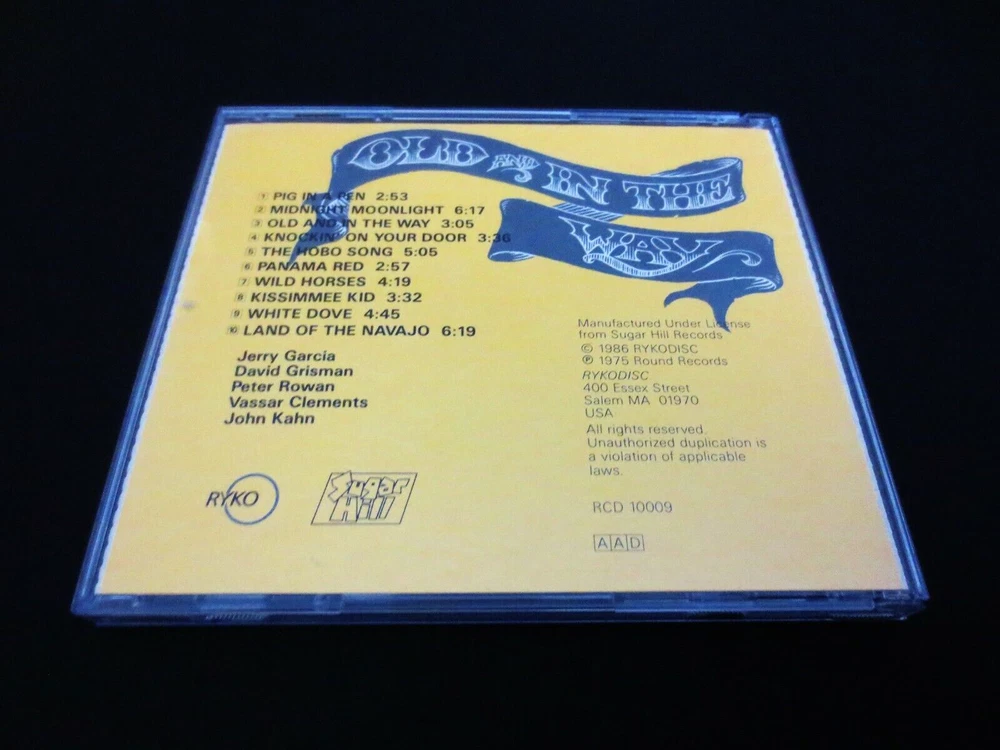 OLD AND IN THE
WAY
1 PIG IN A PEN 2:53
2 MIDNIGHT MOONLIGHT 6:17
3 OLD AND IN THE WAY 3:05
4 KNOCKIN' ON YOUR DOOR 3:36
5 THE HOBO SONG 5:05
6 PANAMA RED 2:57
7 WILD HORSES 4:19
8 KISSIMMEE KID 3:32
9 WHITE DOVE 4:45
10 LAND OF THE NAVAJO 6:19
Jerry Garcia
David Grisman
Peter Rowan
Vassar Clements
John Kahn
Manufactured Under License
from Sugar Hill Records
© 1986 RYKODISC
℗ 1975 Round Records
RYKODISC
400 Essex Street
Salem MA 01970
USA
All rights reserved.
Unauthorized duplication is
a violation of applicable
laws.
RYKO
Sugar
Hill
RCD 10009
AAD